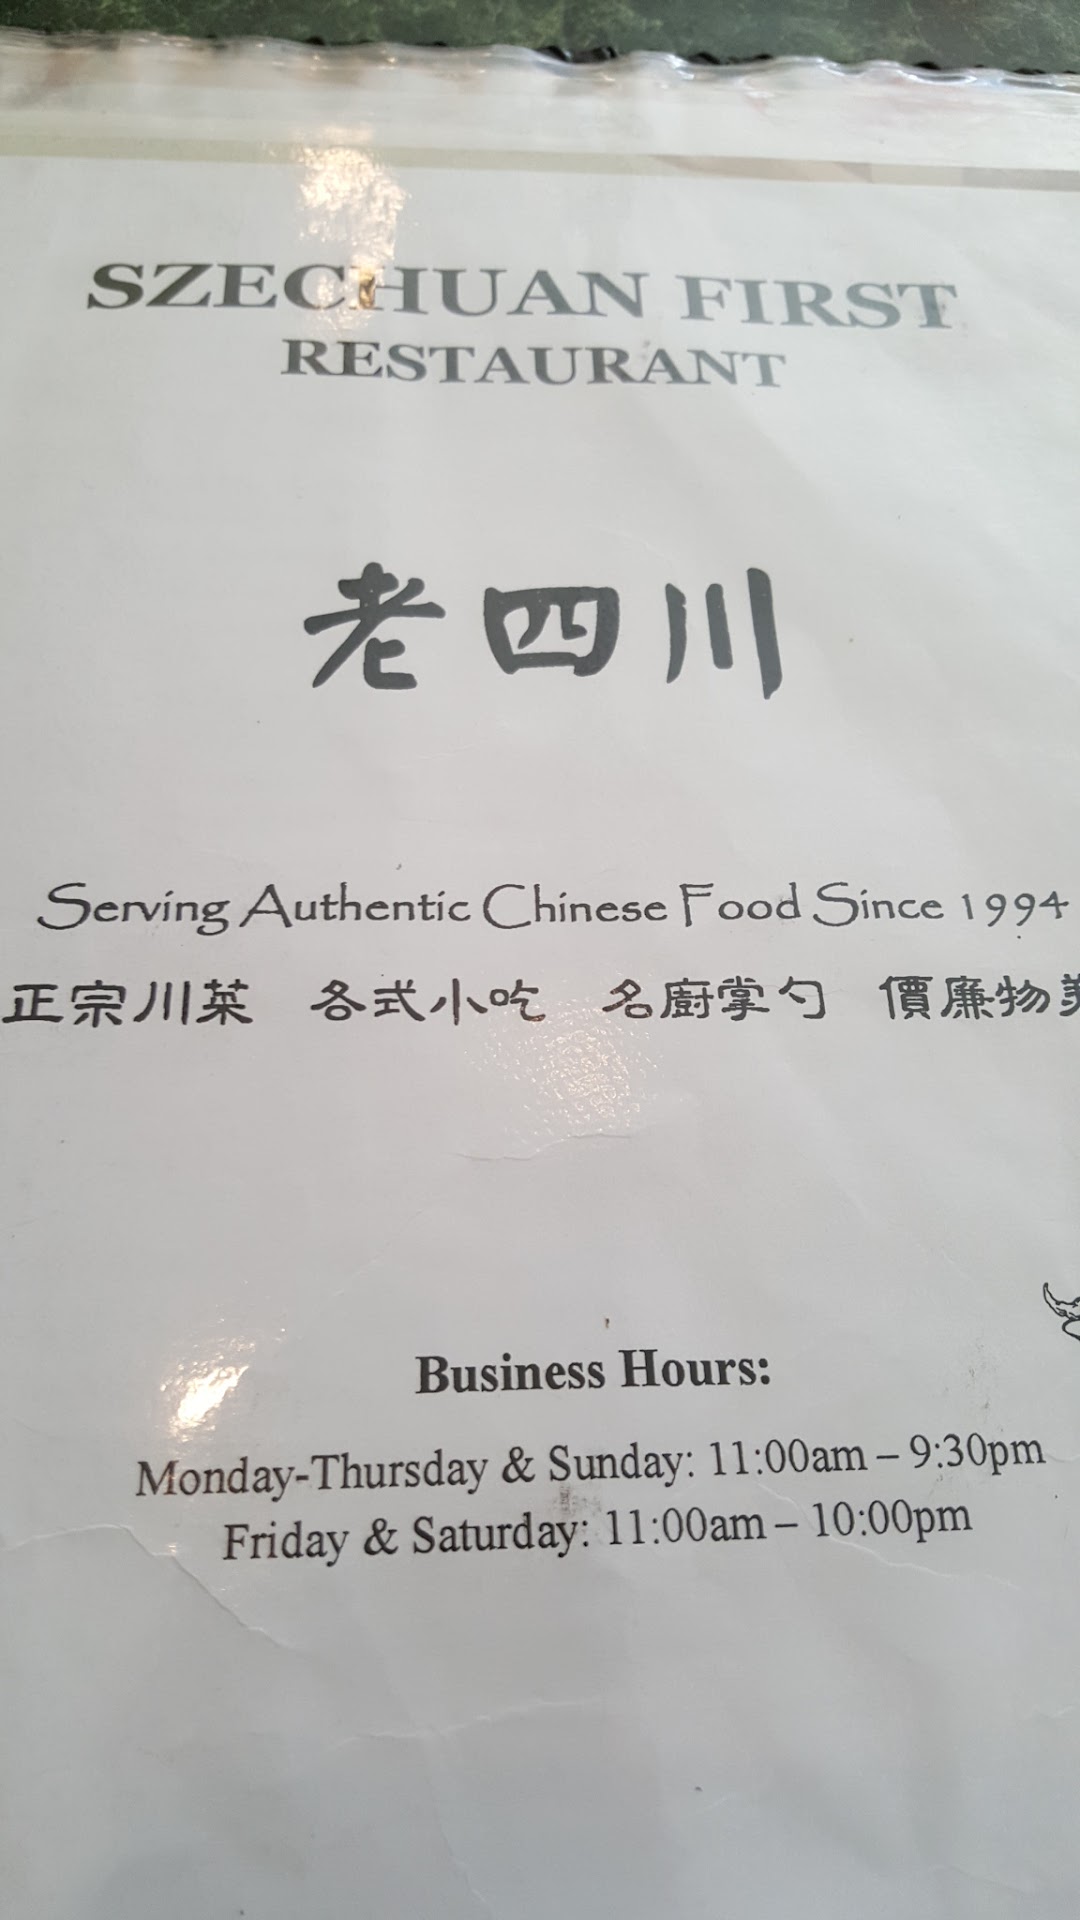 SZECHUAN FIRST
RESTAURANT
老四川
Serving Authentic Chinese Food Since 1994
正宗川菜 各式小吃 名廚掌勺 價廉物美
Business Hours:
Monday-Thursday & Sunday: 11:00am – 9:30pm
Friday & Saturday: 11:00am – 10:00pm